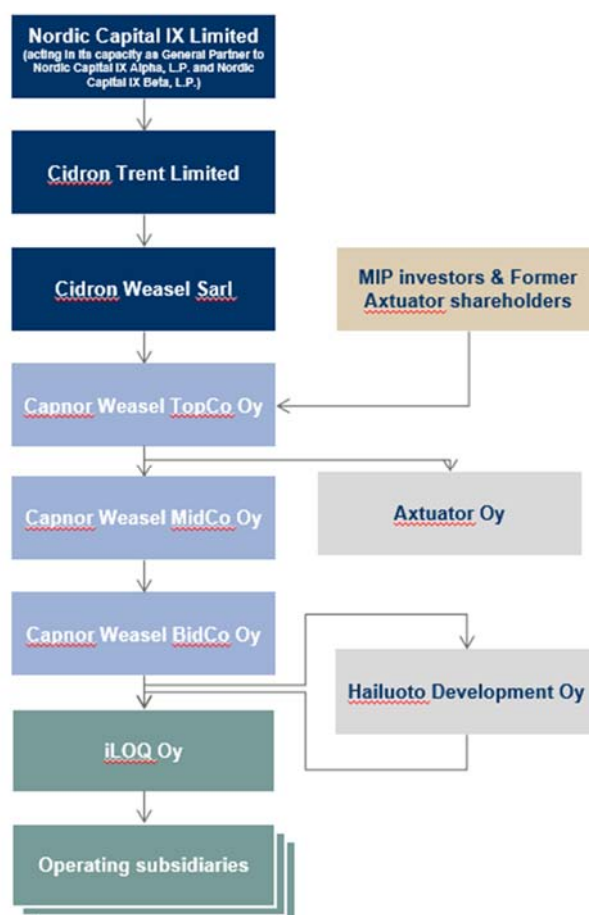 Nordic Capital IX Limited
(acting in its capacity as General Partner to
Nordic Capital IX Alpha, L.P. and Nordic
Capital IX Beta, L.P.)
Cidron Trent Limited
Cidron Weasel Sarl
MIP investors & Former
Axtuator shareholders
Capnor Weasel TopCo Oy
Capnor Weasel MidCo Oy
Axtuator Oy
Capnor Weasel BidCo Oy
Hailuoto Development Oy
iLOQ Oy
Operating subsidiaries